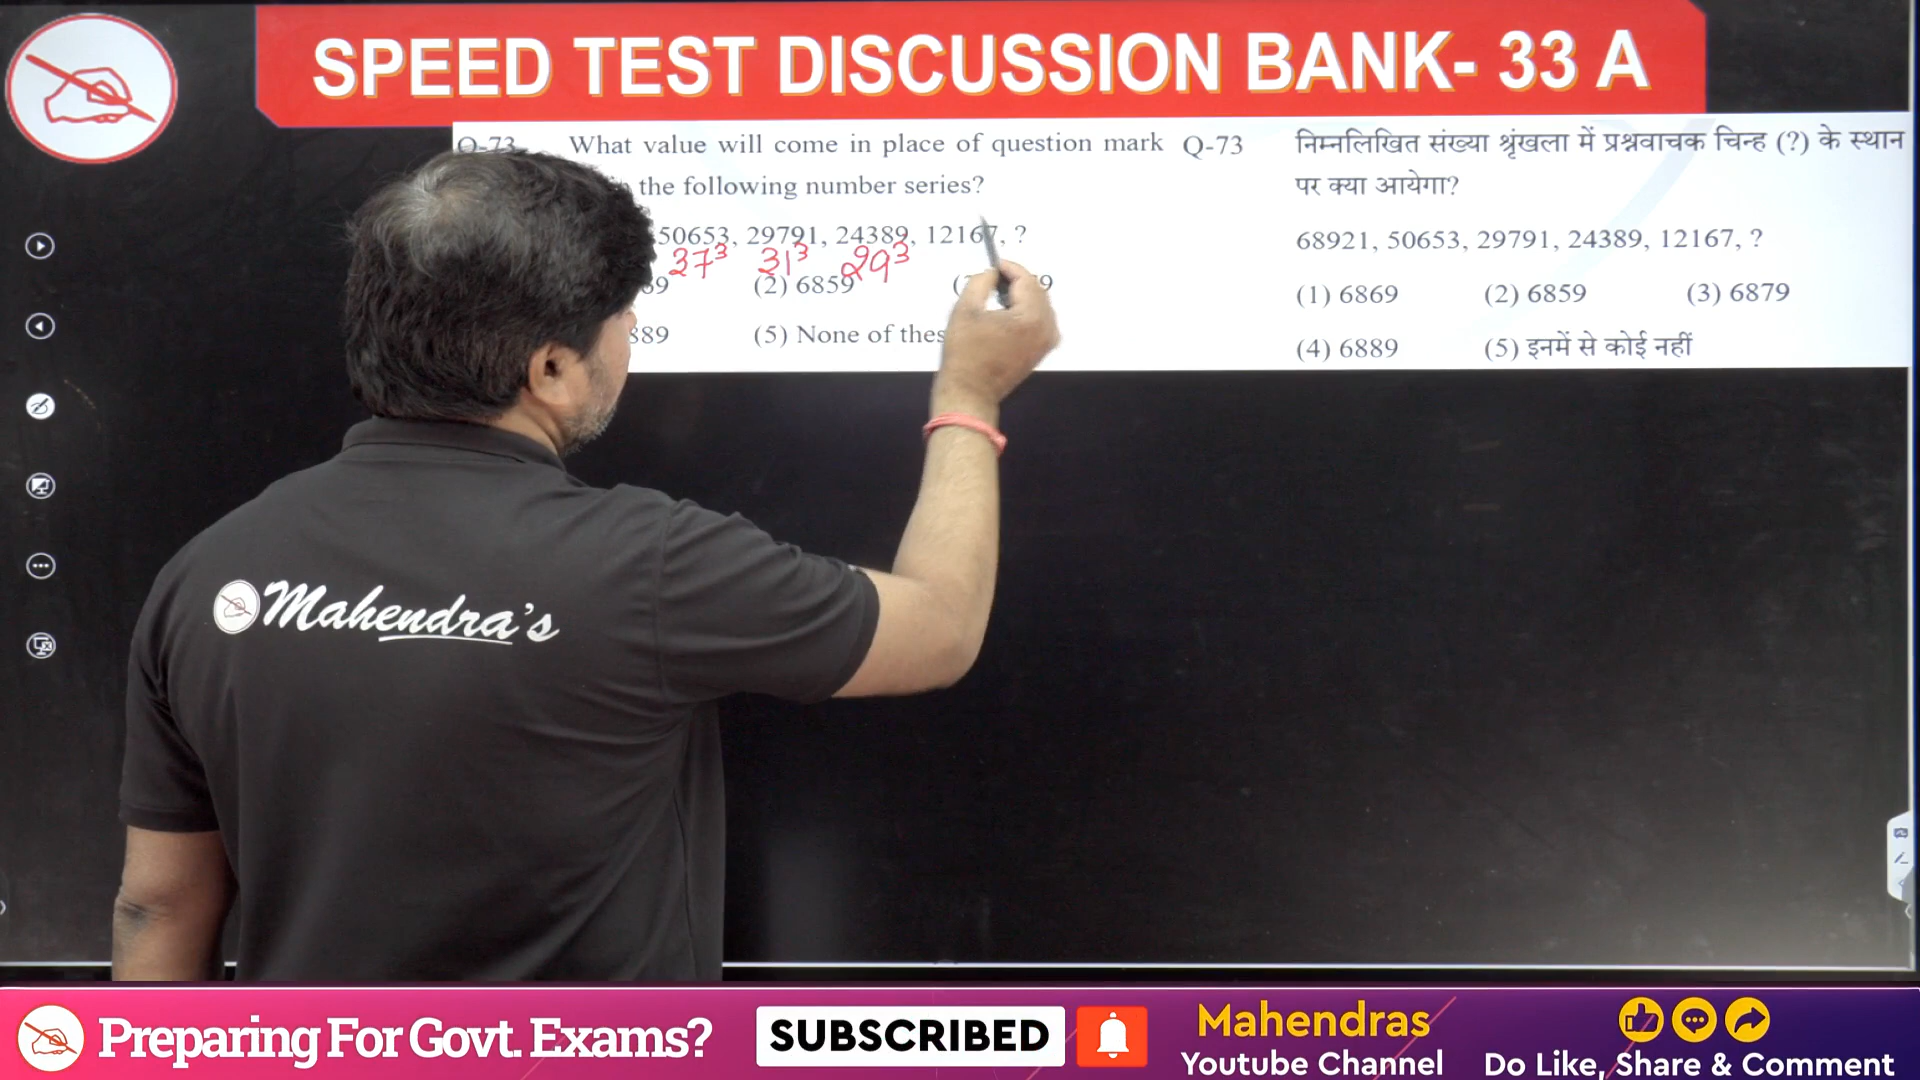 SPEED TEST DISCUSSION BANK- 33 A
Q-73 What value will come in place of question mark
the following number series?
50653, 29791, 24389, 12167, ?
37³ 31³ 29³
69 (2) 6859
889 (5) None of thes
Q-73 निम्नलिखित संख्या श्रृंखला में प्रश्नवाचक चिन्ह (?) के स्थान
पर क्या आयेगा?
68921, 50653, 29791, 24389, 12167, ?
(1) 6869 (2) 6859 (3) 6879
(4) 6889 (5) इनमें से कोई नहीं
Mahendra's
Preparing For Govt. Exams?
SUBSCRIBED
Mahendras
Youtube Channel
Do Like, Share & Comment